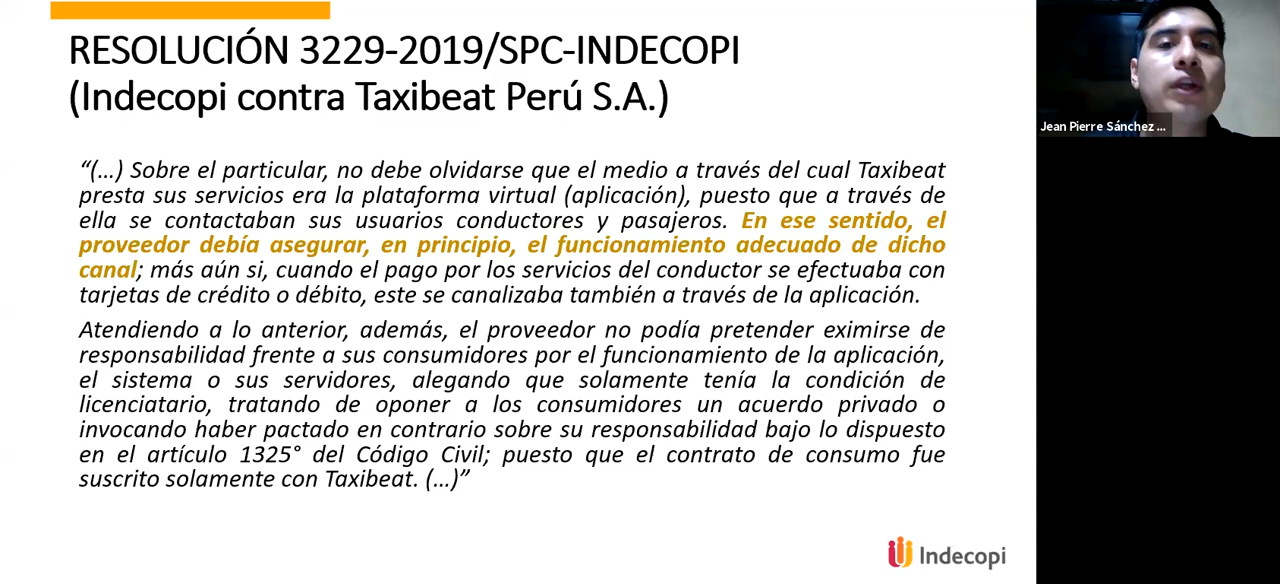 RESOLUCIÓN 3229-2019/SPC-INDECOPI
(Indecopi contra Taxibeat Perú S.A.)
“(...) Sobre el particular, no debe olvidarse que el medio a través del cual Taxibeat
presta sus servicios era la plataforma virtual (aplicación), puesto que a través de
ella se contactaban sus usuarios conductores y pasajeros. En ese sentido, el
proveedor debía asegurar, en principio, el funcionamiento adecuado de dicho
canal; más aún si, cuando el pago por los servicios del conductor se efectuaba con
tarjetas de crédito o débito, este se canalizaba también a través de la aplicación.
Atendiendo a lo anterior, además, el proveedor no podía pretender eximirse de
responsabilidad frente a sus consumidores por el funcionamiento de la aplicación,
el sistema o sus servidores, alegando que solamente tenía la condición de
licenciatario, tratando de oponer a los consumidores un acuerdo privado o
invocando haber pactado en contrario sobre su responsabilidad bajo lo dispuesto
en el artículo 1325° del Código Civil; puesto que el contrato de consumo fue
suscrito solamente con Taxibeat. (...)”
Indecopi
Jean Pierre Sánchez ...